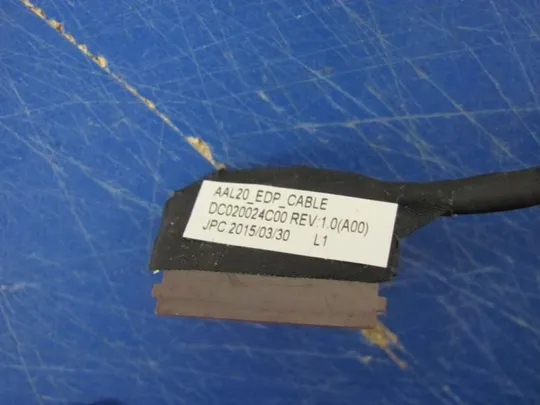 AAL20_EDP_CABLE
DC020024C00 REV:1.0(A00)
JPC 2015/03/30 L1